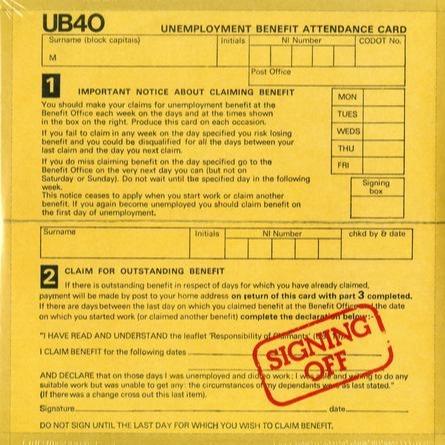 UB40
UNEMPLOYMENT BENEFIT ATTENDANCE CARD
Surname (block capitals) Initials NI Number CODOT No.
M
Post Office
1 IMPORTANT NOTICE ABOUT CLAIMING BENEFIT
You should make your claims for unemployment benefit at the
Benefit Office each week on the days and at the times shown
in the box on the right. Produce this card on each occasion.
If you fail to claim in any week on the day specified you risk losing
benefit and you could be disqualified for all the days between your
last claim and the day you next claim.
If you do miss claiming benefit on the day specified go to the
Benefit Office on the very next day you can (but not on
Saturday or Sunday). Do not wait until the specified day in the following
week.
This notice ceases to apply when you start work or claim another
benefit. If you again become unemployed you should claim benefit on
the first day of unemployment.
MON
TUES
WEDS
THU
FRI
Signing
box
Surname Initials NI Number chkd by & date
2 CLAIM FOR OUTSTANDING BENEFIT
If there is outstanding benefit in respect of days for which you have already claimed,
payment will be made by post to your home address on return of this card with part 3 completed.
If there are days between the last day on which you claimed benefit at the Benefit Office and the date
on which you started work (or claimed another benefit) complete the declaration below:-
"I HAVE READ AND UNDERSTAND the leaflet 'Responsibility of Claimants'
I CLAIM BENEFIT for the following dates
SIGNING
OFF
AND DECLARE that on those days I was unemployed and did no work; I was able and willing to do any
suitable work but was unable to get any: the circumstances of my dependants were as last stated."
(If there was a change cross out this last item).
Signature date
DO NOT SIGN UNTIL THE LAST DAY FOR WHICH YOU WISH TO CLAIM BENEFIT.